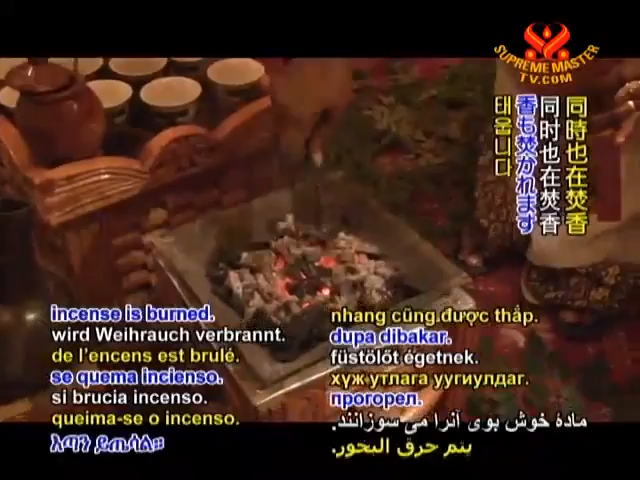 SUPREME MASTER
TV.COM
同時也在焚香
同时也在焚香
香も焚かれます
태웁니다
incense is burned.
wird Weihrauch verbrannt.
de l'encens est brulé.
se quema incienso.
si brucia incenso.
queima-se o incenso.
እጣን ይጤሳል።
nhang cũng được thắp.
dupa dibakar.
füstölőt égetnek.
хүж утлага уугиулдаг.
прогорел.
مادهٔ خوش بوی آنرا می سوزانند.
يتم حرق البخور.